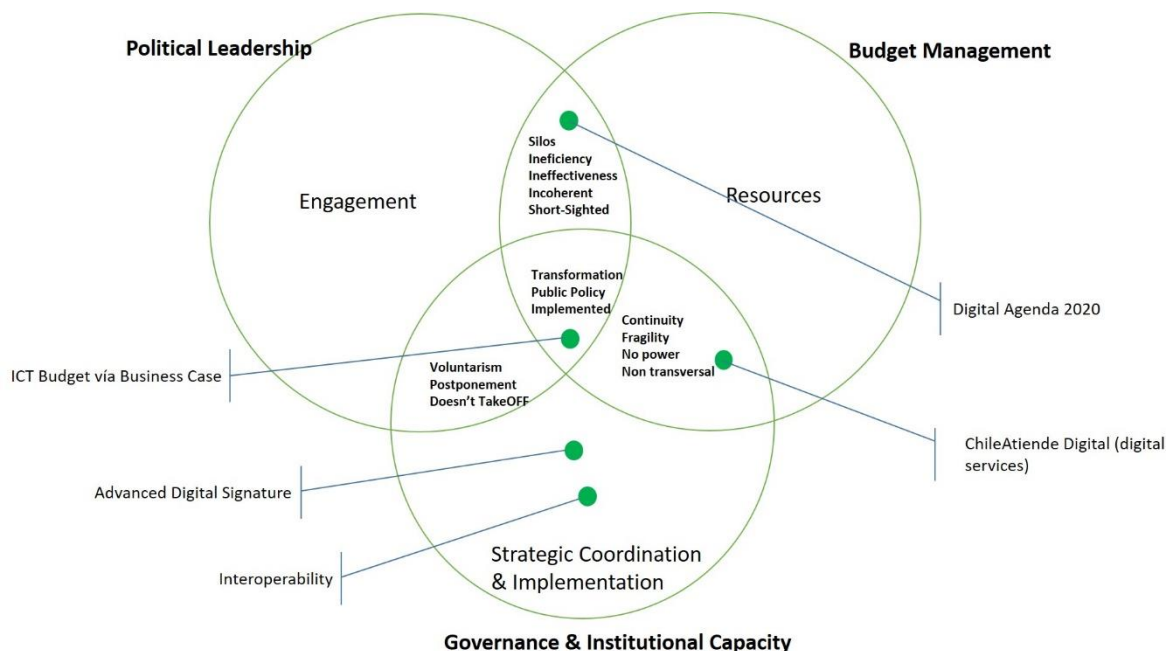 Political Leadership
Budget Management
Silos
Ineficiency
Ineffectiveness
Incoherent
Short-Sighted
Engagement
Resources
Transformation
Public Policy
Implemented
Continuity
Fragility
No power
Non transversal
Digital Agenda 2020
ICT Budget vía Business Case
Voluntarism
Postponement
Doesn't TakeOFF
ChileAtiende Digital (digital
services)
Advanced Digital Signature
Interoperability
Strategic Coordination
& Implementation
Governance & Institutional Capacity